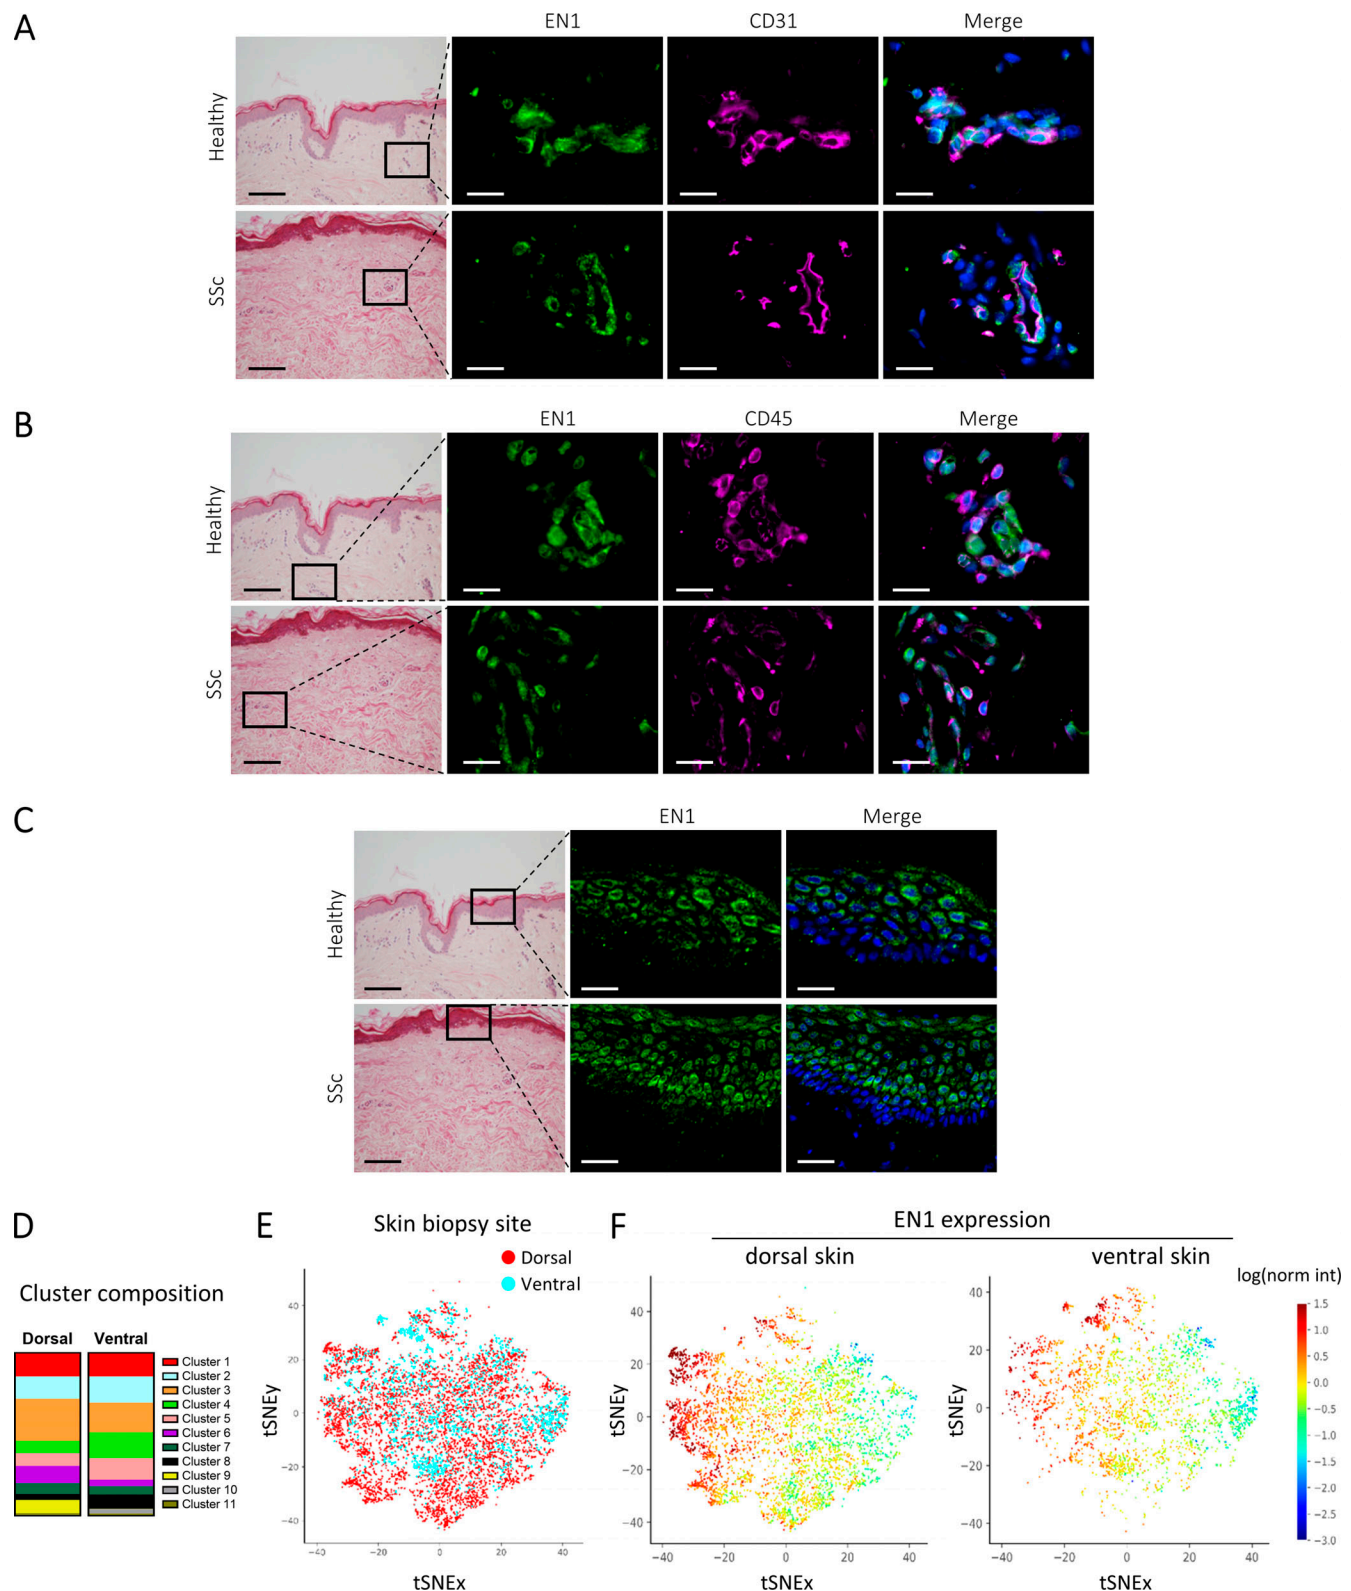 A
EN1
CD31
Merge
Healthy
SSc
B
EN1
CD45
Merge
Healthy
SSc
C
EN1
Merge
Healthy
SSc
D
Cluster composition
Dorsal
Ventral
Cluster 1
Cluster 2
Cluster 3
Cluster 4
Cluster 5
Cluster 6
Cluster 7
Cluster 8
Cluster 9
Cluster 10
Cluster 11
E
Skin biopsy site
Dorsal
Ventral
40
20
0
−20
−40
tSNEy
−40 −20 0 20 40
tSNEx
F
EN1 expression
dorsal skin
40
20
0
−20
−40
tSNEy
−40 −20 0 20 40
tSNEx
ventral skin
40
20
0
−20
−40
−40 −20 0 20 40
tSNEx
log(norm int)
1.5
1.0
0.5
0.0
−0.5
−1.0
−1.5
−2.0
−2.5
−3.0